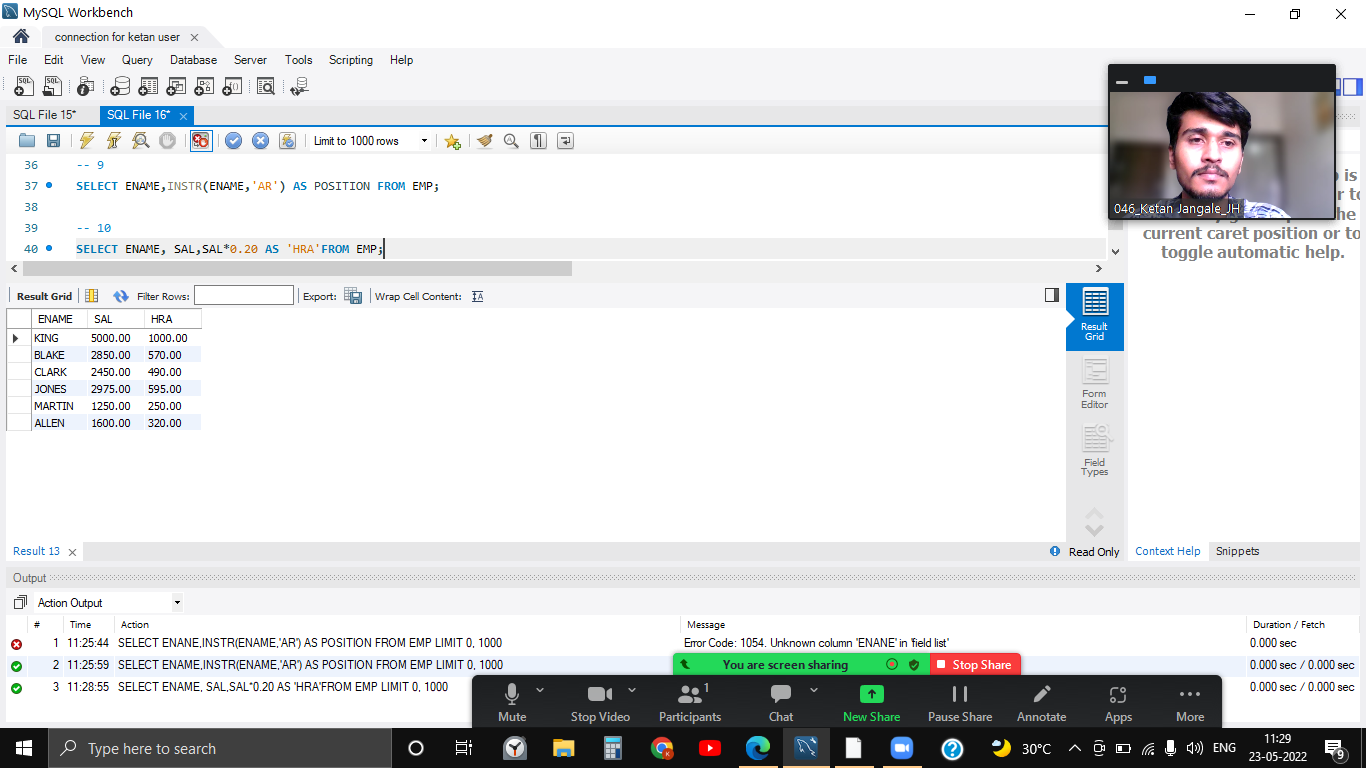 MySQL Workbench
connection for ketan user
File Edit View Query Database Server Tools Scripting Help
SQL File 15* SQL File 16*
Limit to 1000 rows
36 -- 9
37 SELECT ENAME,INSTR(ENAME,'AR') AS POSITION FROM EMP;
38
39 -- 10
40 SELECT ENAME, SAL,SAL*0.20 AS 'HRA'FROM EMP;
046_Ketan Jangale_JH
is
r to
he
current caret position or to
toggle automatic help.
Result Grid Filter Rows: Export: Wrap Cell Content:
ENAME SAL HRA
KING 5000.00 1000.00
BLAKE 2850.00 570.00
CLARK 2450.00 490.00
JONES 2975.00 595.00
MARTIN 1250.00 250.00
ALLEN 1600.00 320.00
Result
Grid
Form
Editor
Field
Types
Result 13
Read Only
Context Help Snippets
Output
Action Output
# Time Action Message Duration / Fetch
1 11:25:44 SELECT ENANE,INSTR(ENAME,'AR') AS POSITION FROM EMP LIMIT 0, 1000 Error Code: 1054. Unknown column 'ENANE' in 'field list' 0.000 sec
2 11:25:59 SELECT ENAME,INSTR(ENAME,'AR') AS POSITION FROM EMP LIMIT 0, 1000 0.000 sec / 0.000 sec
3 11:28:55 SELECT ENAME, SAL,SAL*0.20 AS 'HRA'FROM EMP LIMIT 0, 1000 0.000 sec / 0.000 sec
You are screen sharing Stop Share
1
Mute Stop Video Participants Chat New Share Pause Share Annotate Apps More
Type here to search
30°C
ENG
11:29
23-05-2022
9